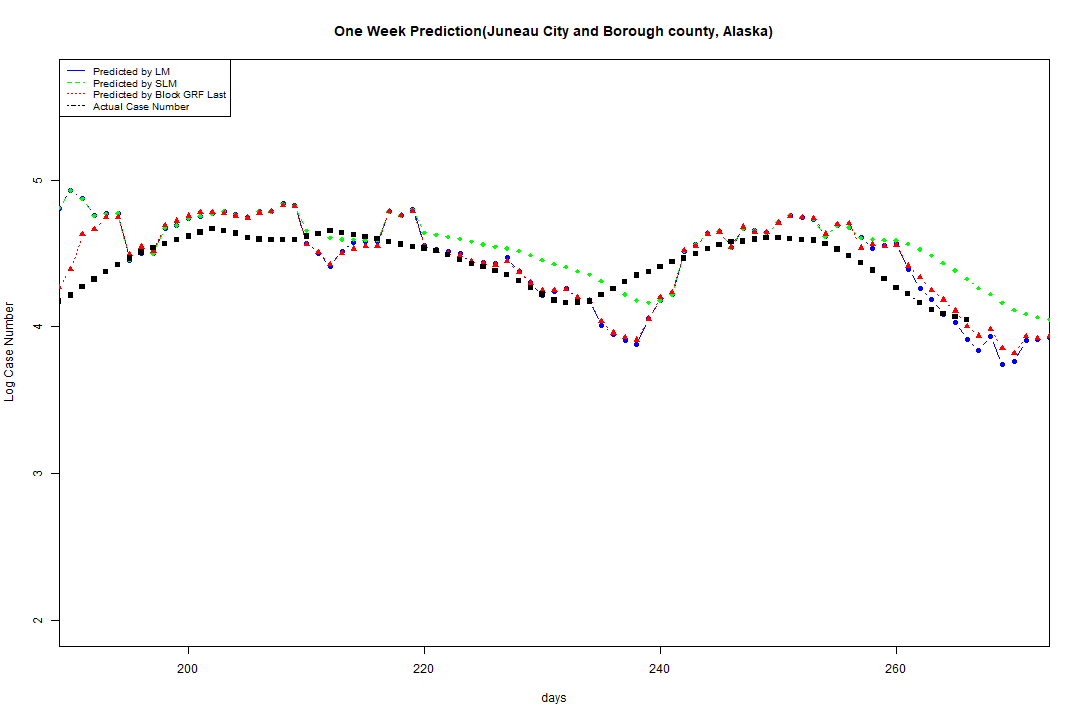 One Week Prediction(Juneau City and Borough county, Alaska)
Predicted by LM
Predicted by SLM
Predicted by Block GRF Last
Actual Case Number
5
4
3
2
Log Case Number
200 220 240 260
days